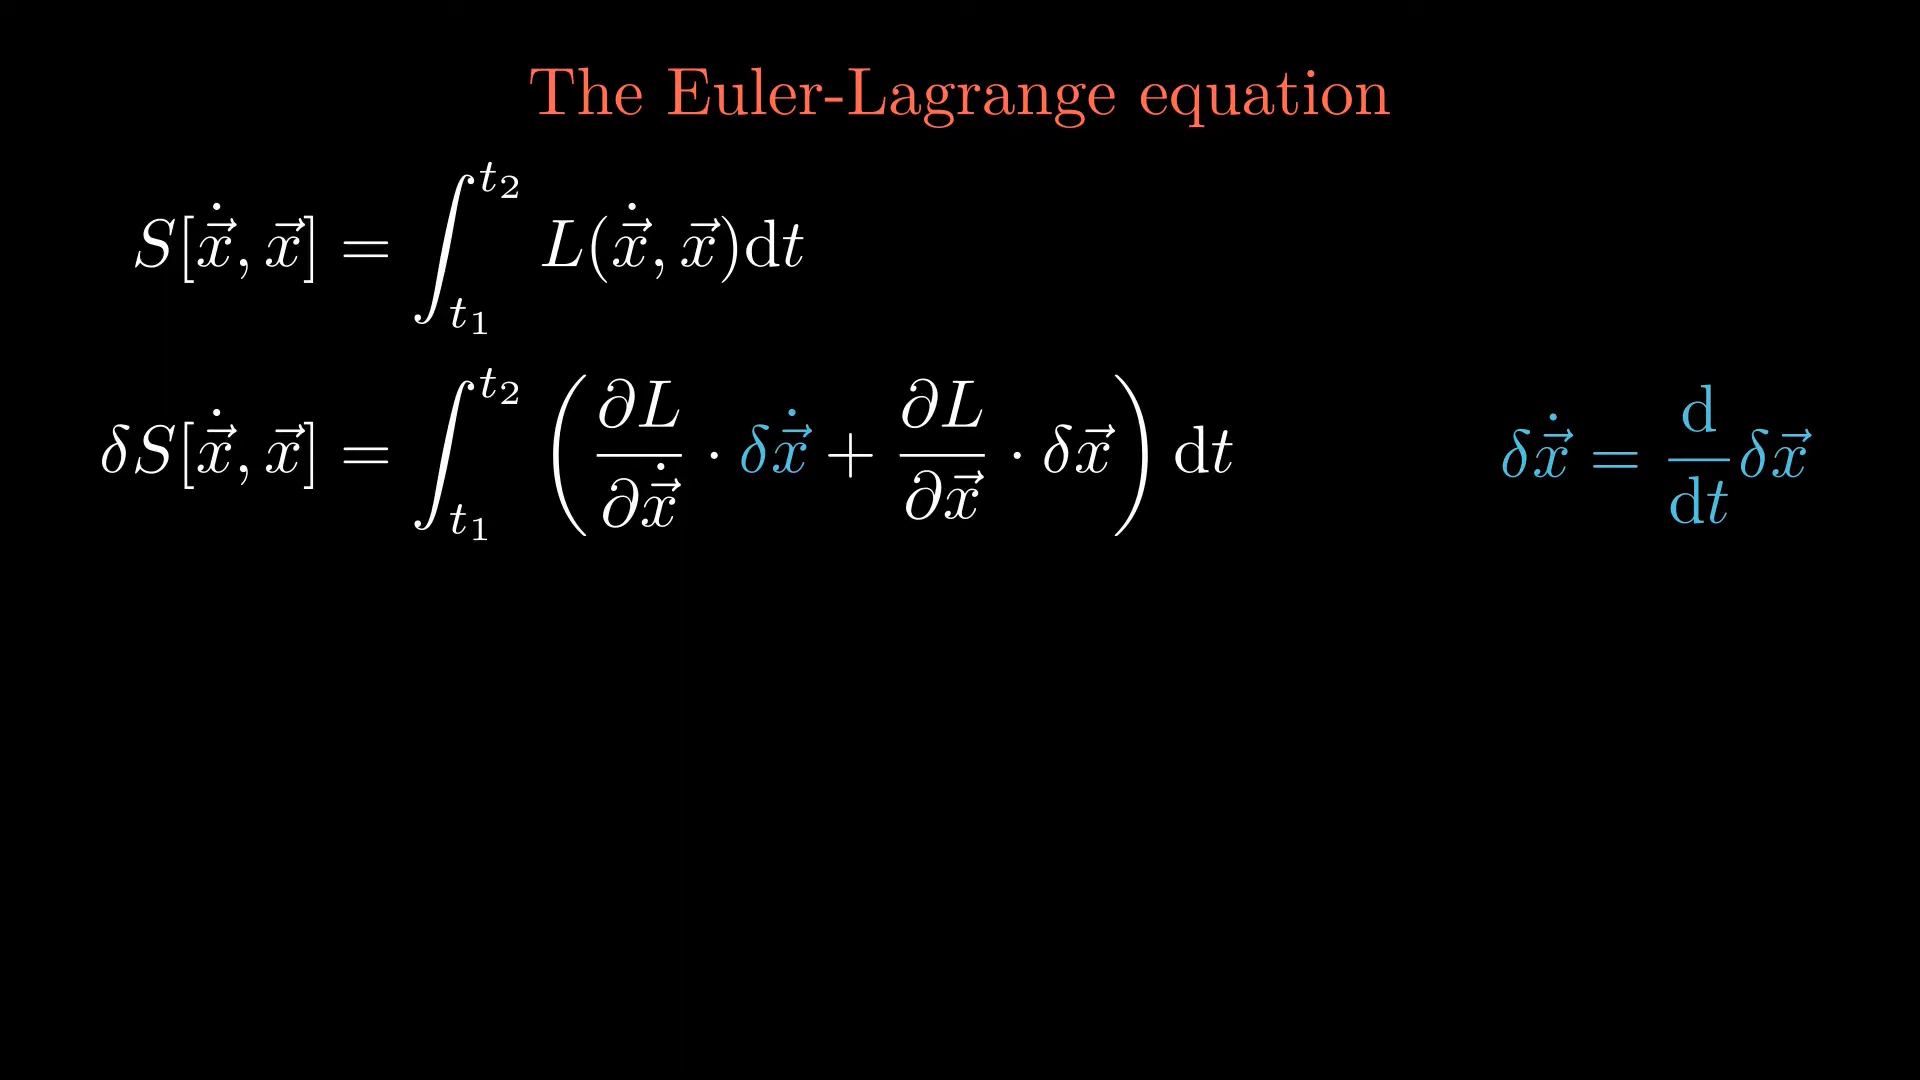 The Euler-Lagrange equation
$S[\dot{\vec{x}}, \vec{x}] = \int_{t_1}^{t_2} L(\dot{\vec{x}}, \vec{x}) \mathrm{d}t$
$\delta S[\dot{\vec{x}}, \vec{x}] = \int_{t_1}^{t_2} \left( \frac{\partial L}{\partial \dot{\vec{x}}} \cdot \delta \dot{\vec{x}} + \frac{\partial L}{\partial \vec{x}} \cdot \delta \vec{x} \right) \mathrm{d}t$
$\delta \dot{\vec{x}} = \frac{\mathrm{d}}{\mathrm{d}t} \delta \vec{x}$